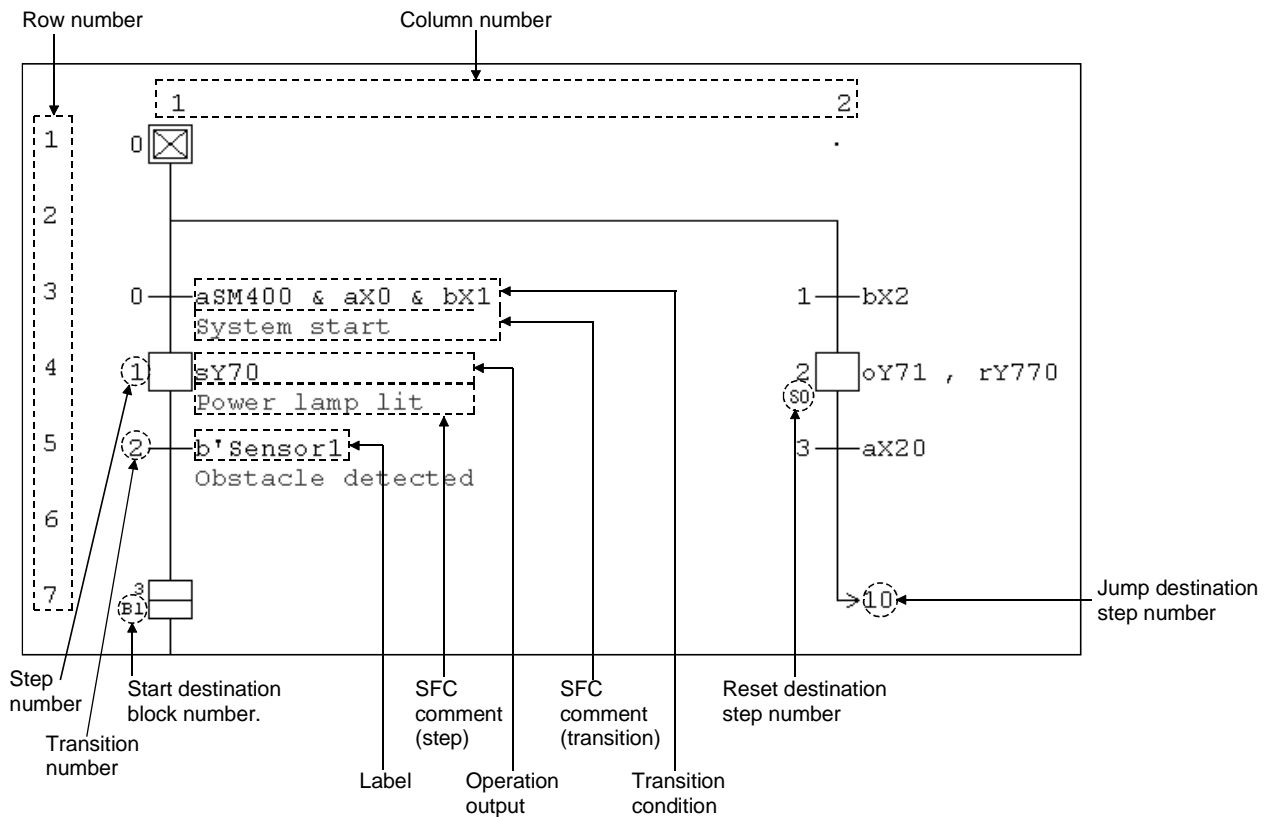 Row number
Column number
1 2
1 0
2
3 0 aSM400 & aX0 & bX1 1 bX2
System start
4 1 sY70 2 oY71 , rY770
Power lamp lit S0
5 2 b'Sensor1 3 aX20
Obstacle detected
6
7 3
B1 10
Jump destination
step number
Step
number
Start destination
block number.
SFC
comment
(step)
SFC
comment
(transition)
Reset destination
step number
Transition
number
Label
Operation
output
Transition
condition